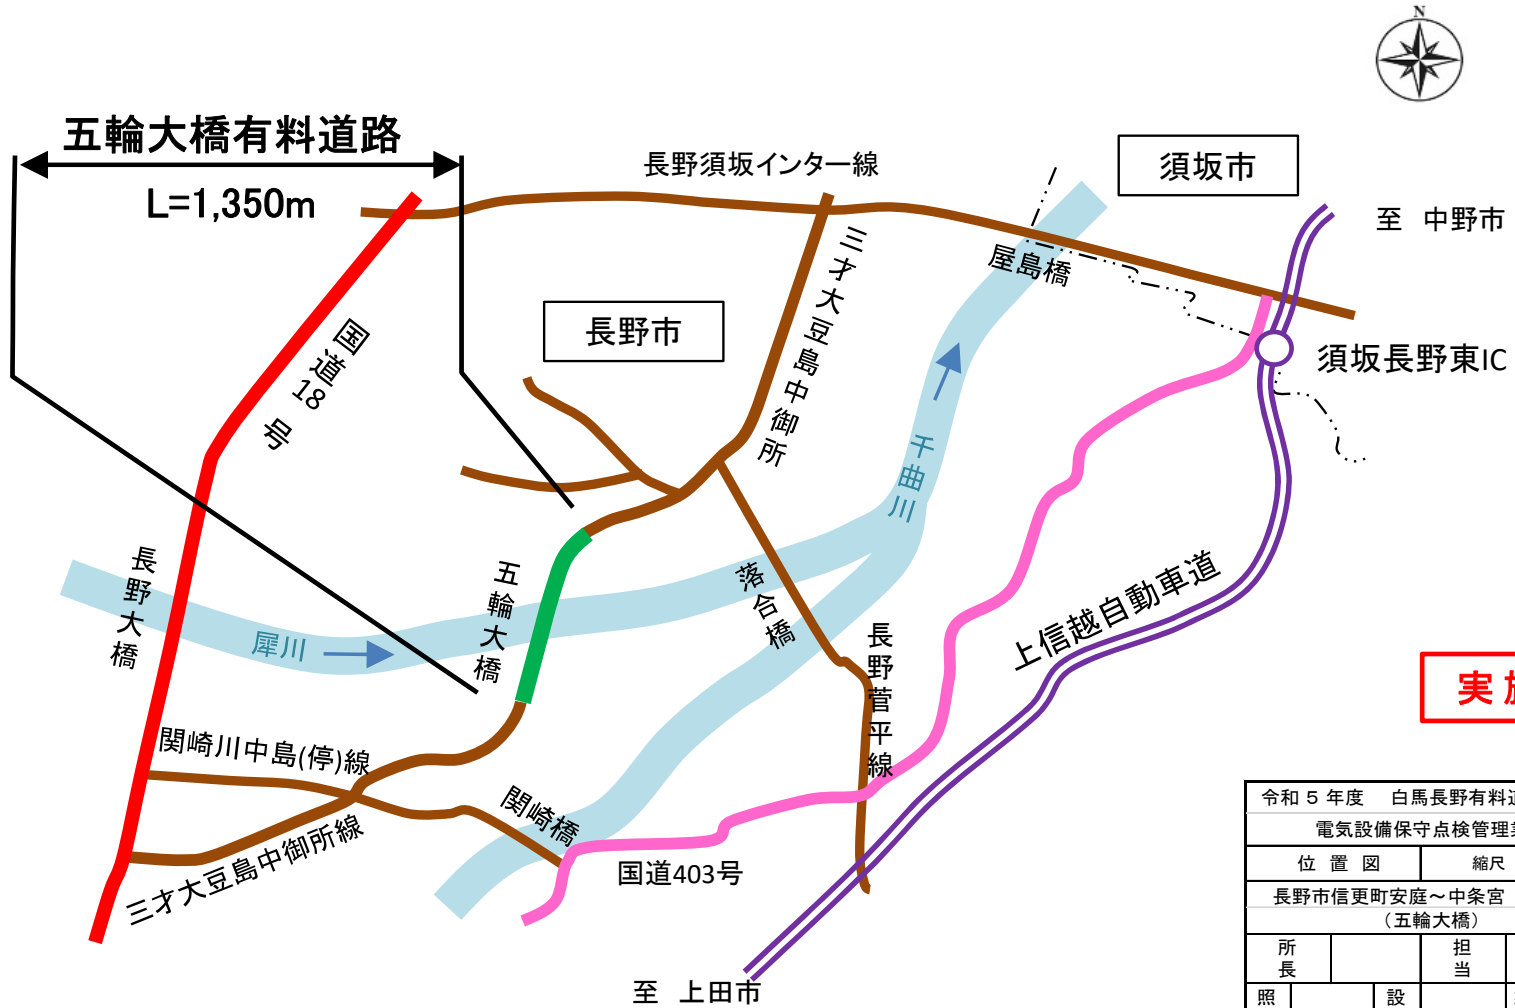 N
五輪大橋有料道路
L=1,350m
長野須坂インター線
須坂市
至 中野市
屋島橋
三才大豆島中御所
長野市
国道18号
須坂長野東IC
千曲川
長野大橋
犀川
五輪大橋
落合橋
長野菅平線
上信越自動車道
関崎川中島(停)線
三才大豆島中御所線
関崎橋
国道403号
至 上田市
実
令和5年度 白馬長野有料道
電気設備保守点検管理
位置図 縮尺
長野市信更町安庭～中条宮
（五輪大橋）
所長 担当
照 設